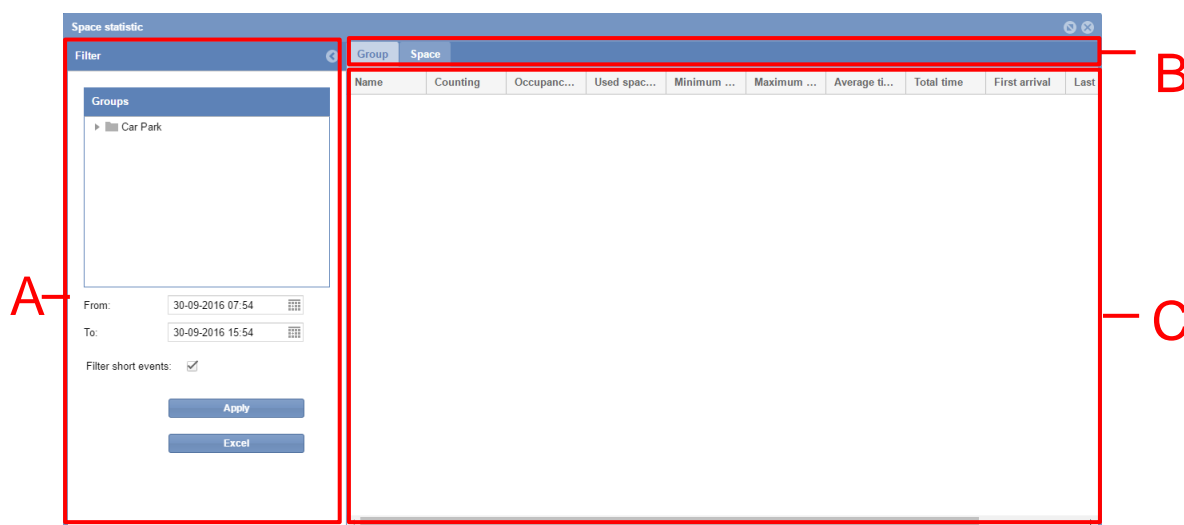 Space statistic
Filter
Group Space
B
Name Counting Occupanc... Used spac... Minimum ... Maximum ... Average ti... Total time First arrival Last
Groups
Car Park
A
From: 30-09-2016 07:54
To: 30-09-2016 15:54
C
Filter short events:
Apply
Excel